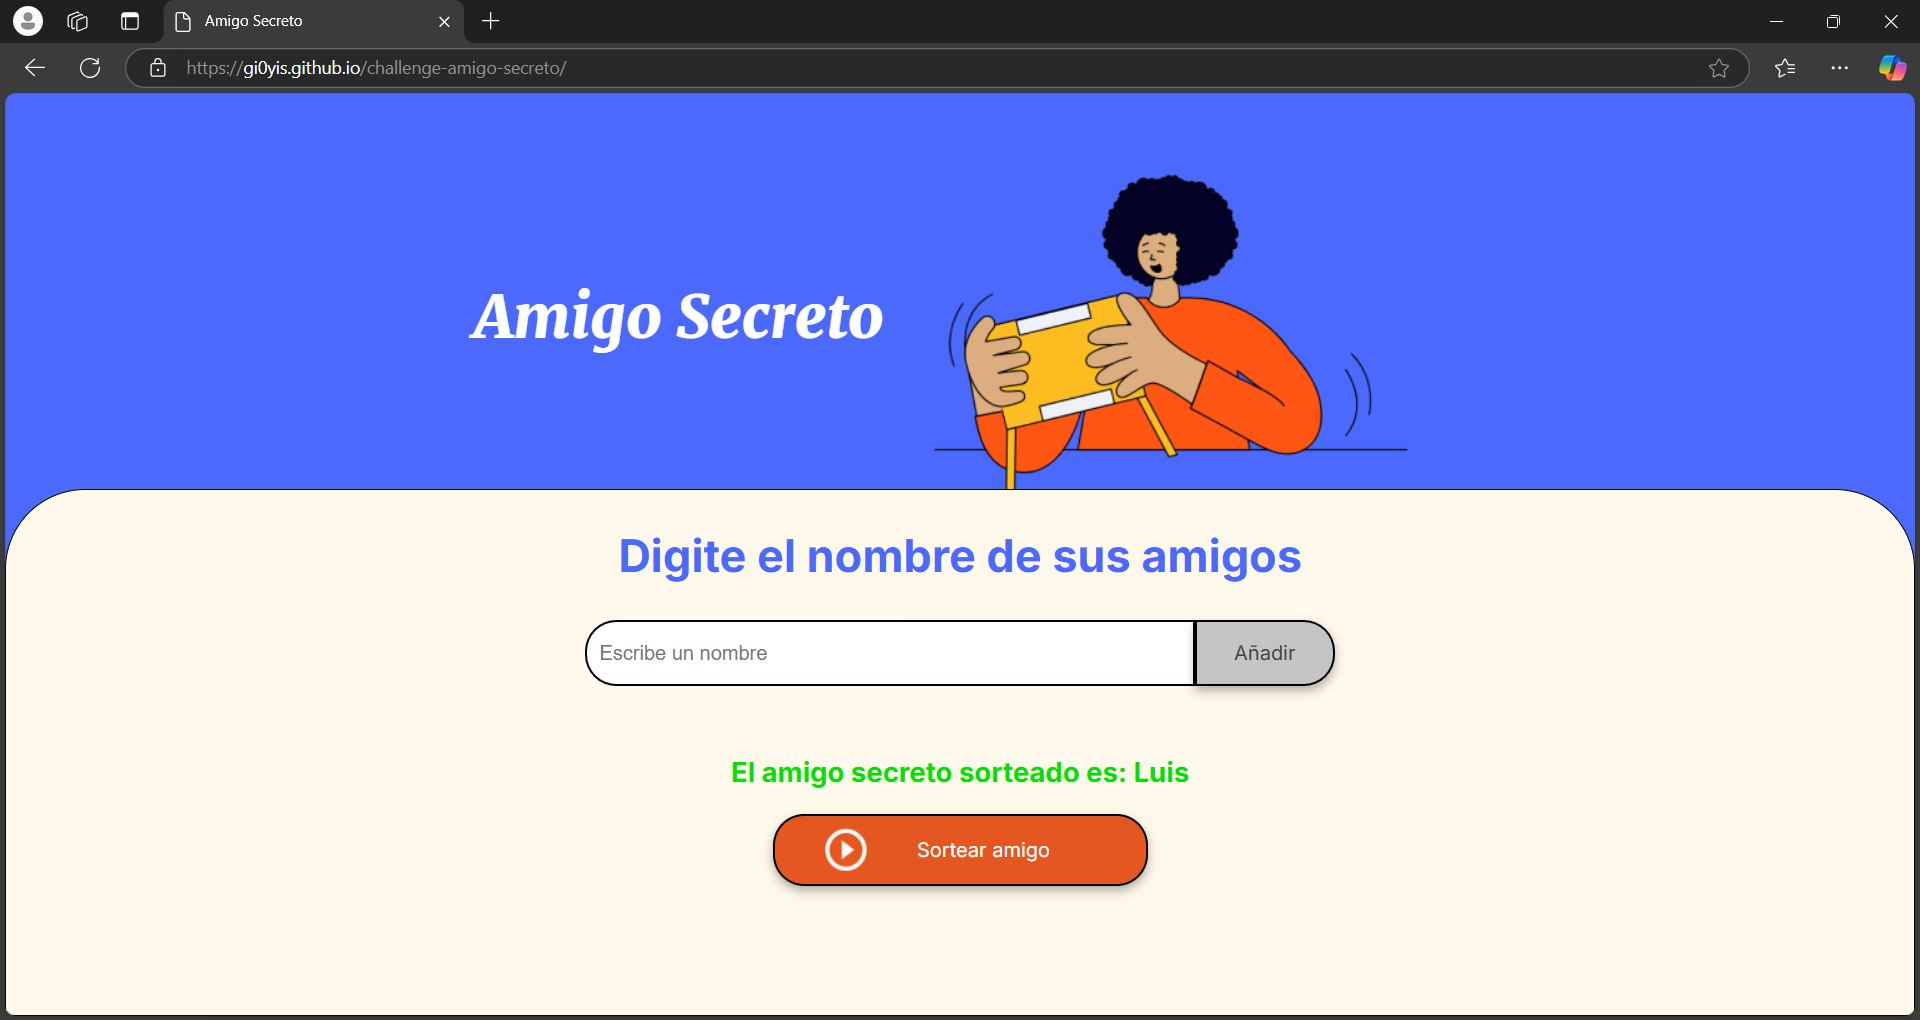 Amigo Secreto
https://gi0yis.github.io/challenge-amigo-secreto/
Amigo Secreto
Digite el nombre de sus amigos
Escribe un nombre
Añadir
El amigo secreto sorteado es: Luis
Sortear amigo